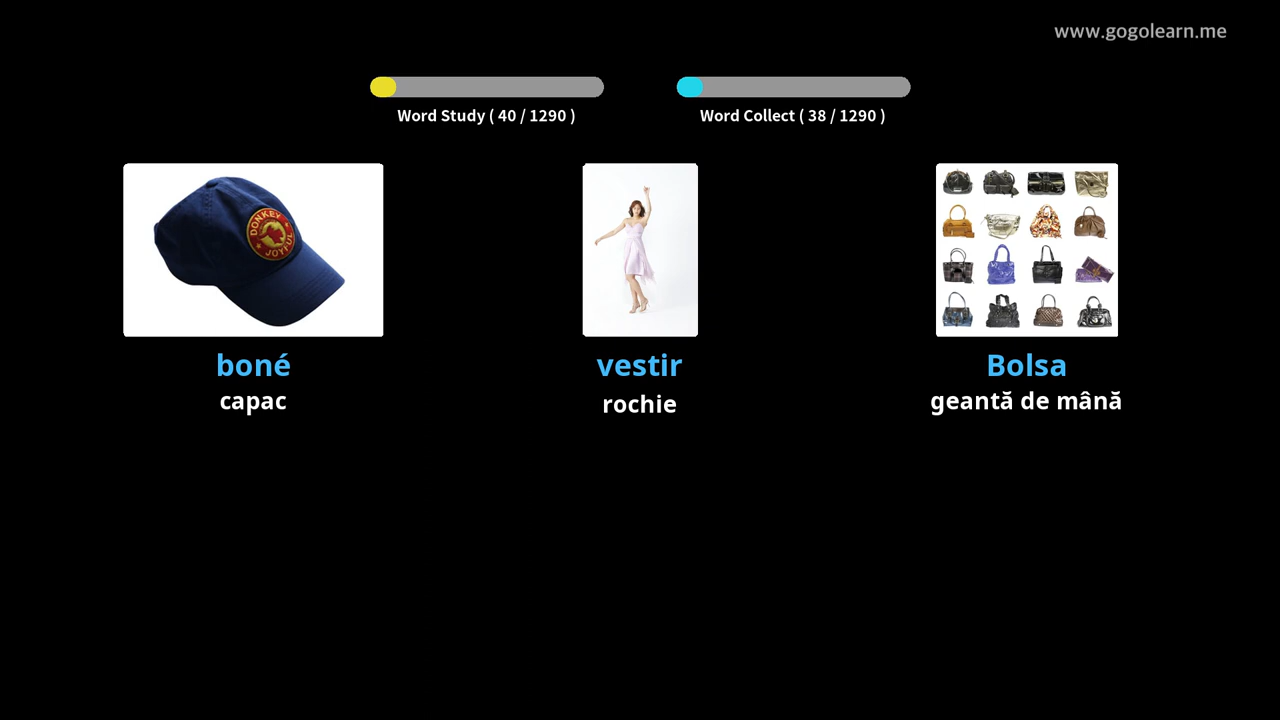 www.gogolearn.me
Word Study ( 40 / 1290 )
Word Collect ( 38 / 1290 )
DONKEY
JOYFUL
boné
vestir
Bolsa
capac
rochie
geantă de mână